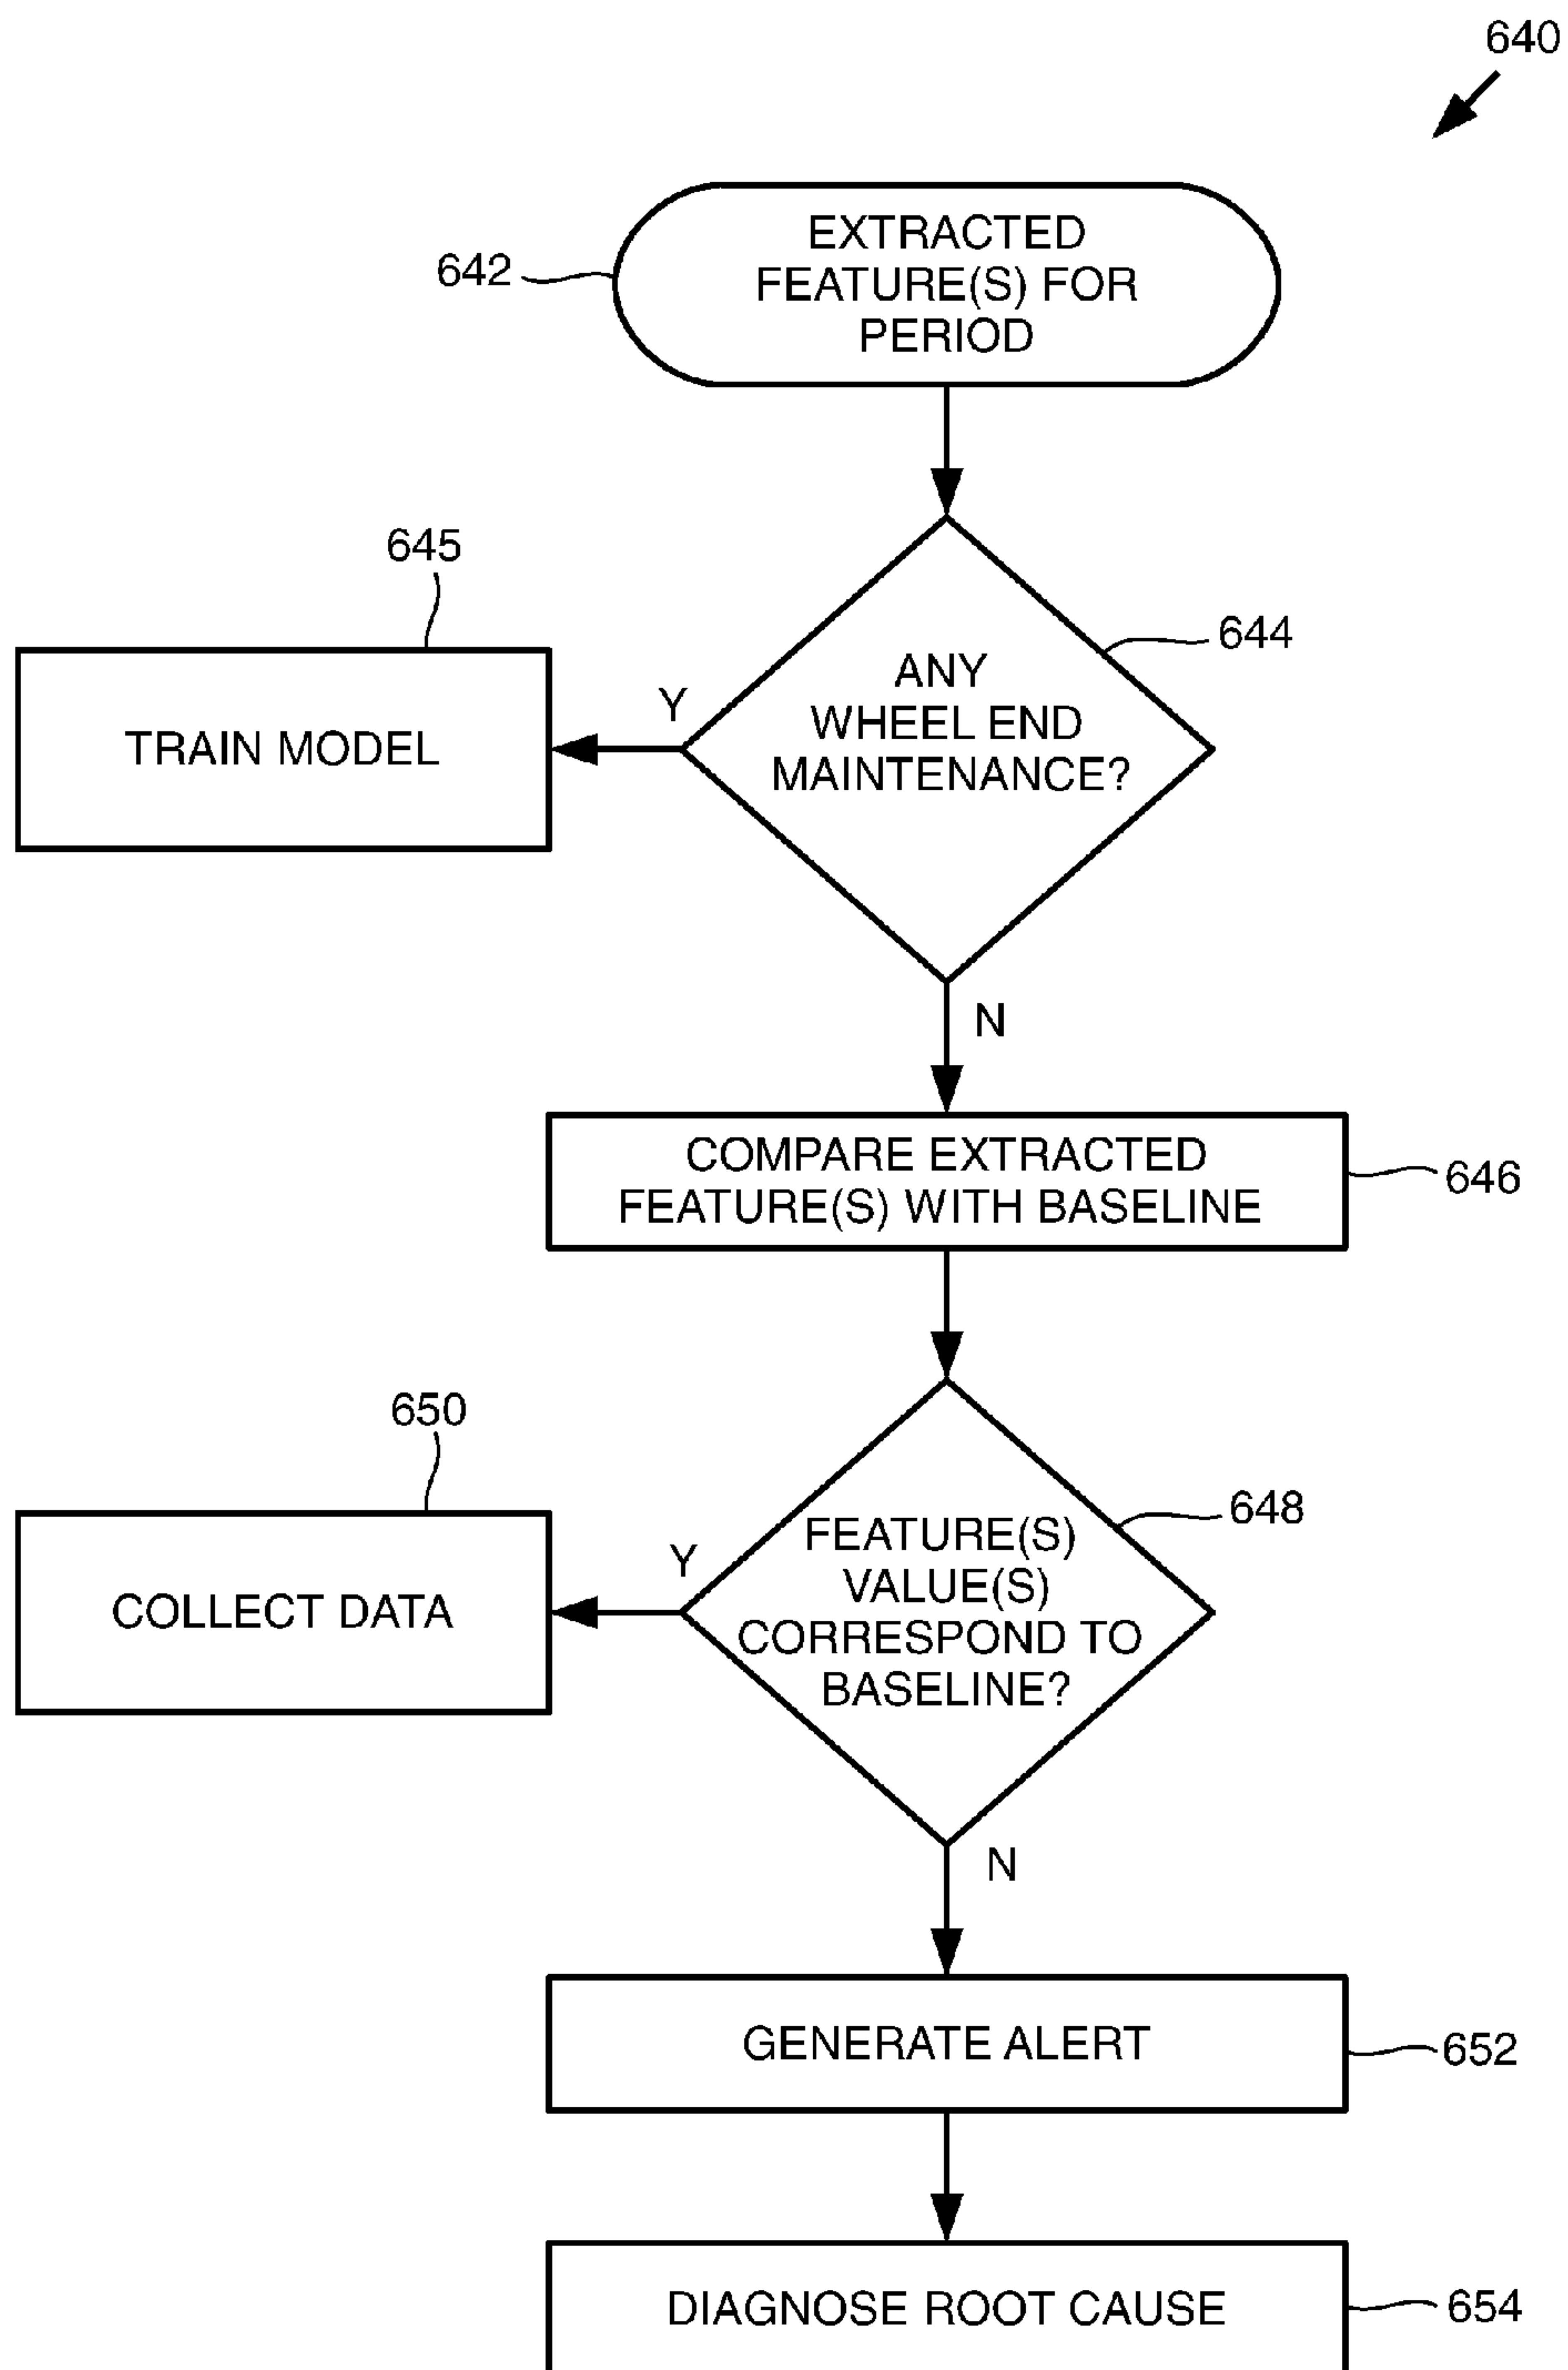 640
EXTRACTED
FEATURE(S) FOR
PERIOD
642
645
644
ANY
WHEEL END
MAINTENANCE?
Y
TRAIN MODEL
N
COMPARE EXTRACTED
FEATURE(S) WITH BASELINE
646
650
648
FEATURE(S)
VALUE(S)
CORRESPOND TO
BASELINE?
Y
COLLECT DATA
N
GENERATE ALERT
652
DIAGNOSE ROOT CAUSE
654